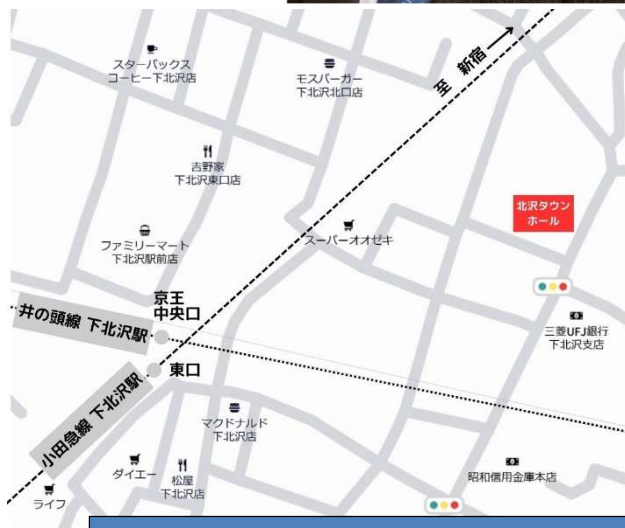 スターバックス
コーヒー下北沢店
モスバーガー
下北沢北口店
至 新宿
吉野家
下北沢東口店
北沢タウン
ホール
ファミリーマート
下北沢駅前店
スーパーオオゼキ
京王
中央口
井の頭線 下北沢駅
三菱UFJ銀行
下北沢支店
東口
小田急線 下北沢駅
マクドナルド
下北沢店
ダイエー
松屋
下北沢店
昭和信用金庫本店
ライフ